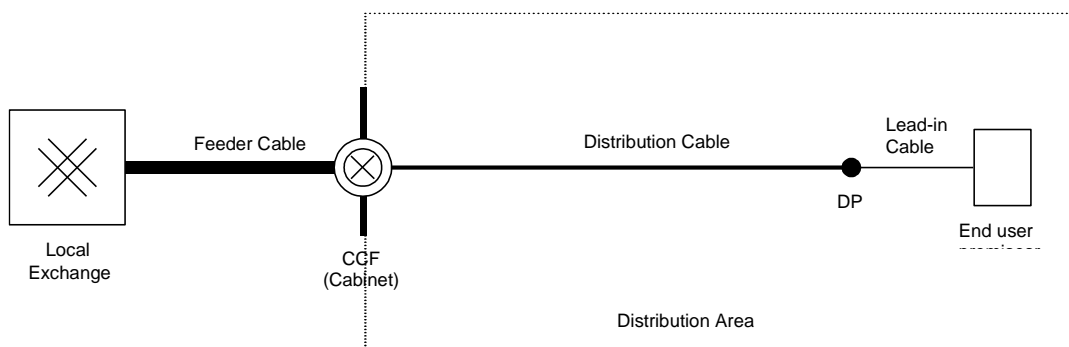 Feeder Cable
Distribution Cable
Lead-in
Cable
DP
Local
Exchange
CCF
(Cabinet)
End user
Distribution Area